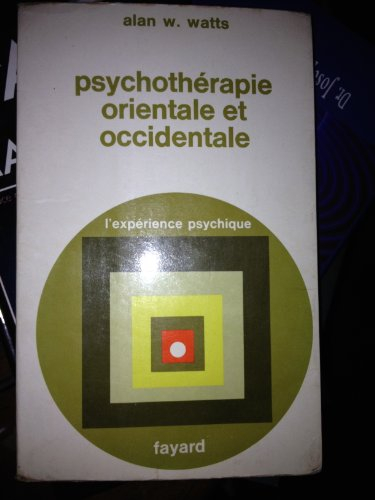 alan w. watts
psychothérapie
orientale et
occidentale
l'expérience psychique
fayard